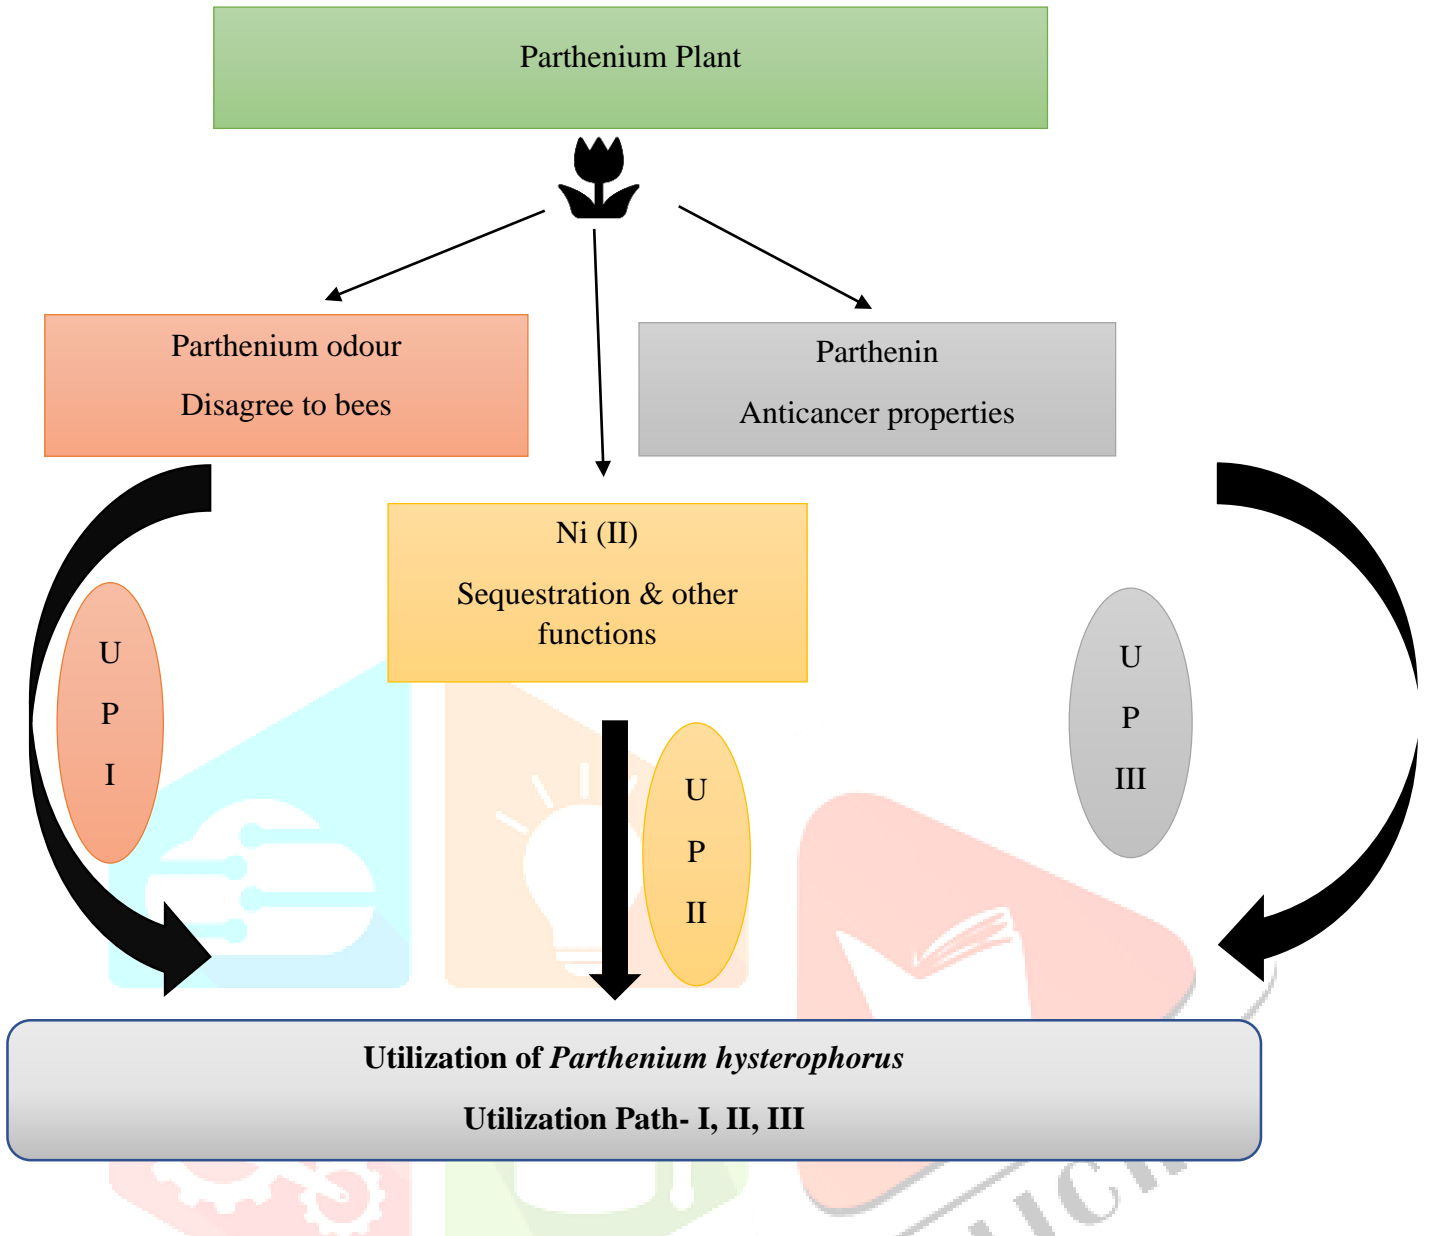 Parthenium Plant
Parthenium odour
Disagree to bees
Parthenin
Anticancer properties
Ni (II)
Sequestration & other
functions
U
P
I
U
P
II
U
P
III
Utilization of Parthenium hysterophorus
Utilization Path- I, II, III